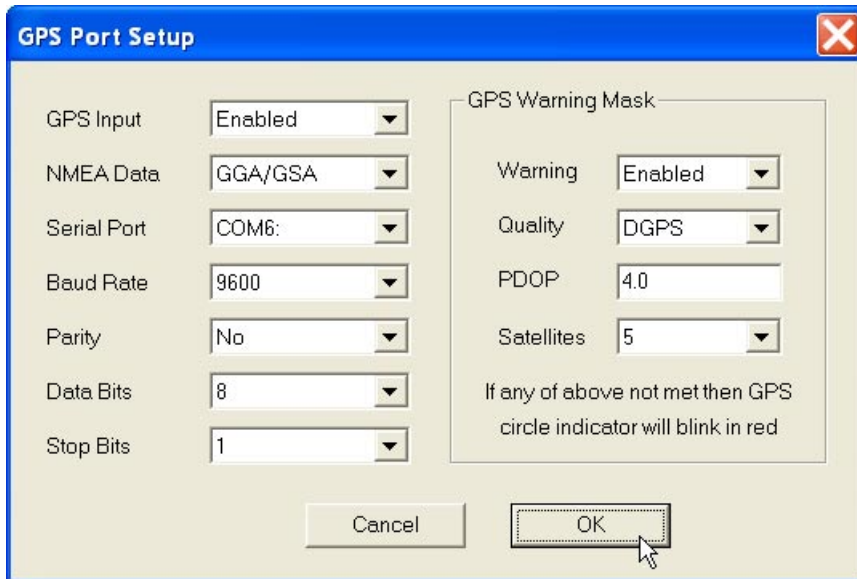 GPS Port Setup
GPS Input Enabled
NMEA Data GGA/GSA
Serial Port COM6:
Baud Rate 9600
Parity No
Data Bits 8
Stop Bits 1
GPS Warning Mask
Warning Enabled
Quality DGPS
PDOP 4.0
Satellites 5
If any of above not met then GPS
circle indicator will blink in red
Cancel OK